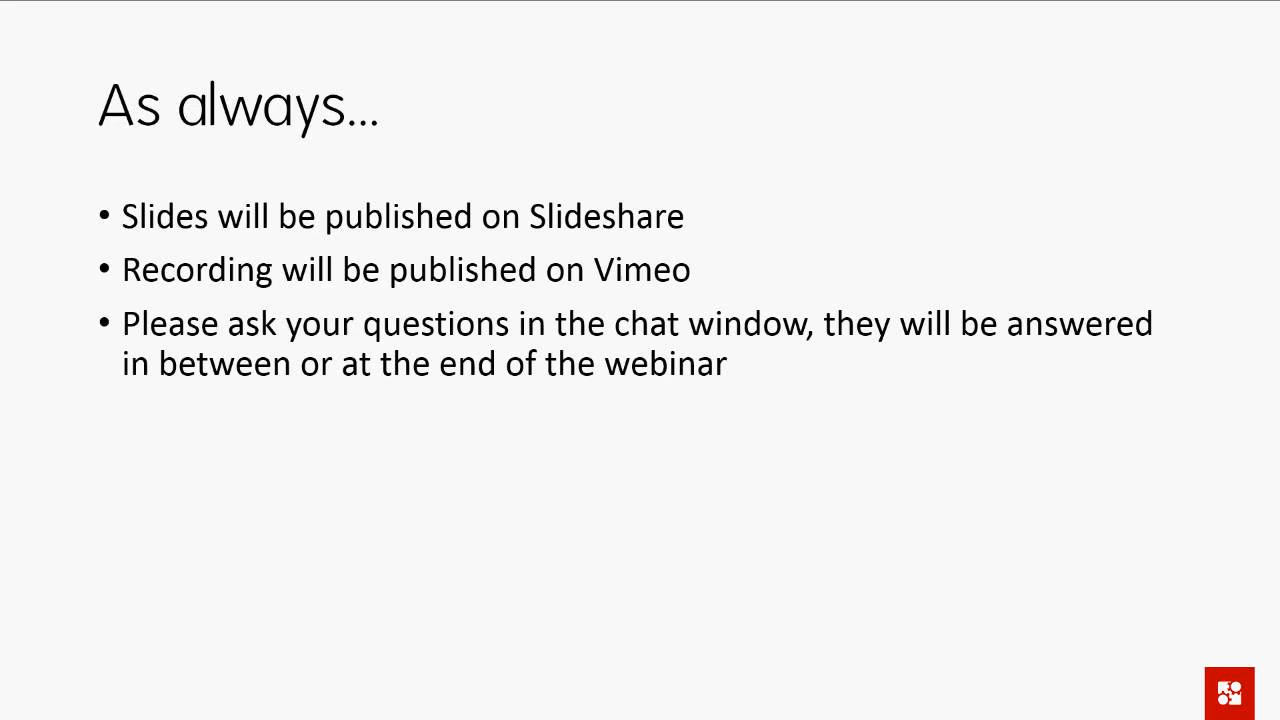 As always...
• Slides will be published on Slideshare
• Recording will be published on Vimeo
• Please ask your questions in the chat window, they will be answered
in between or at the end of the webinar